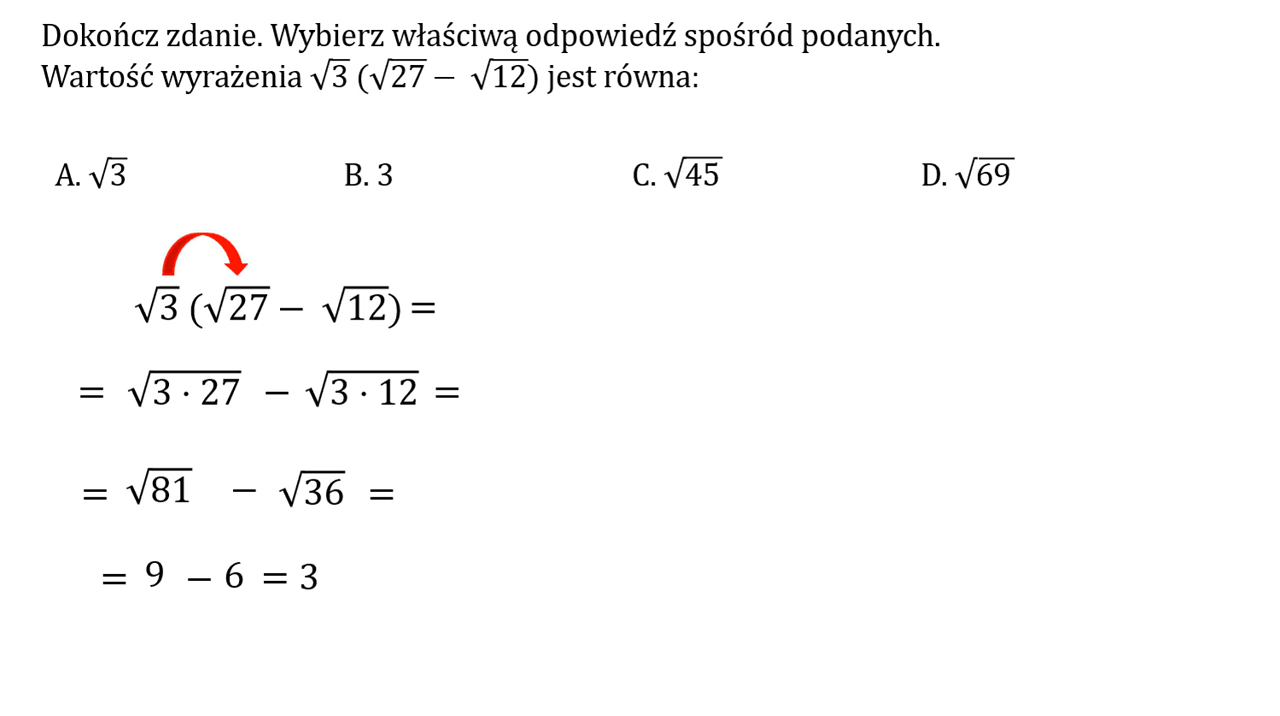 Dokończ zdanie. Wybierz właściwą odpowiedź spośród podanych.
Wartość wyrażenia √3 (√27 − √12) jest równa:
A. √3 B. 3 C. √45 D. √69
√3 (√27 − √12) =
= √(3 · 27) − √(3 · 12) =
= √81 − √36 =
= 9 − 6 = 3